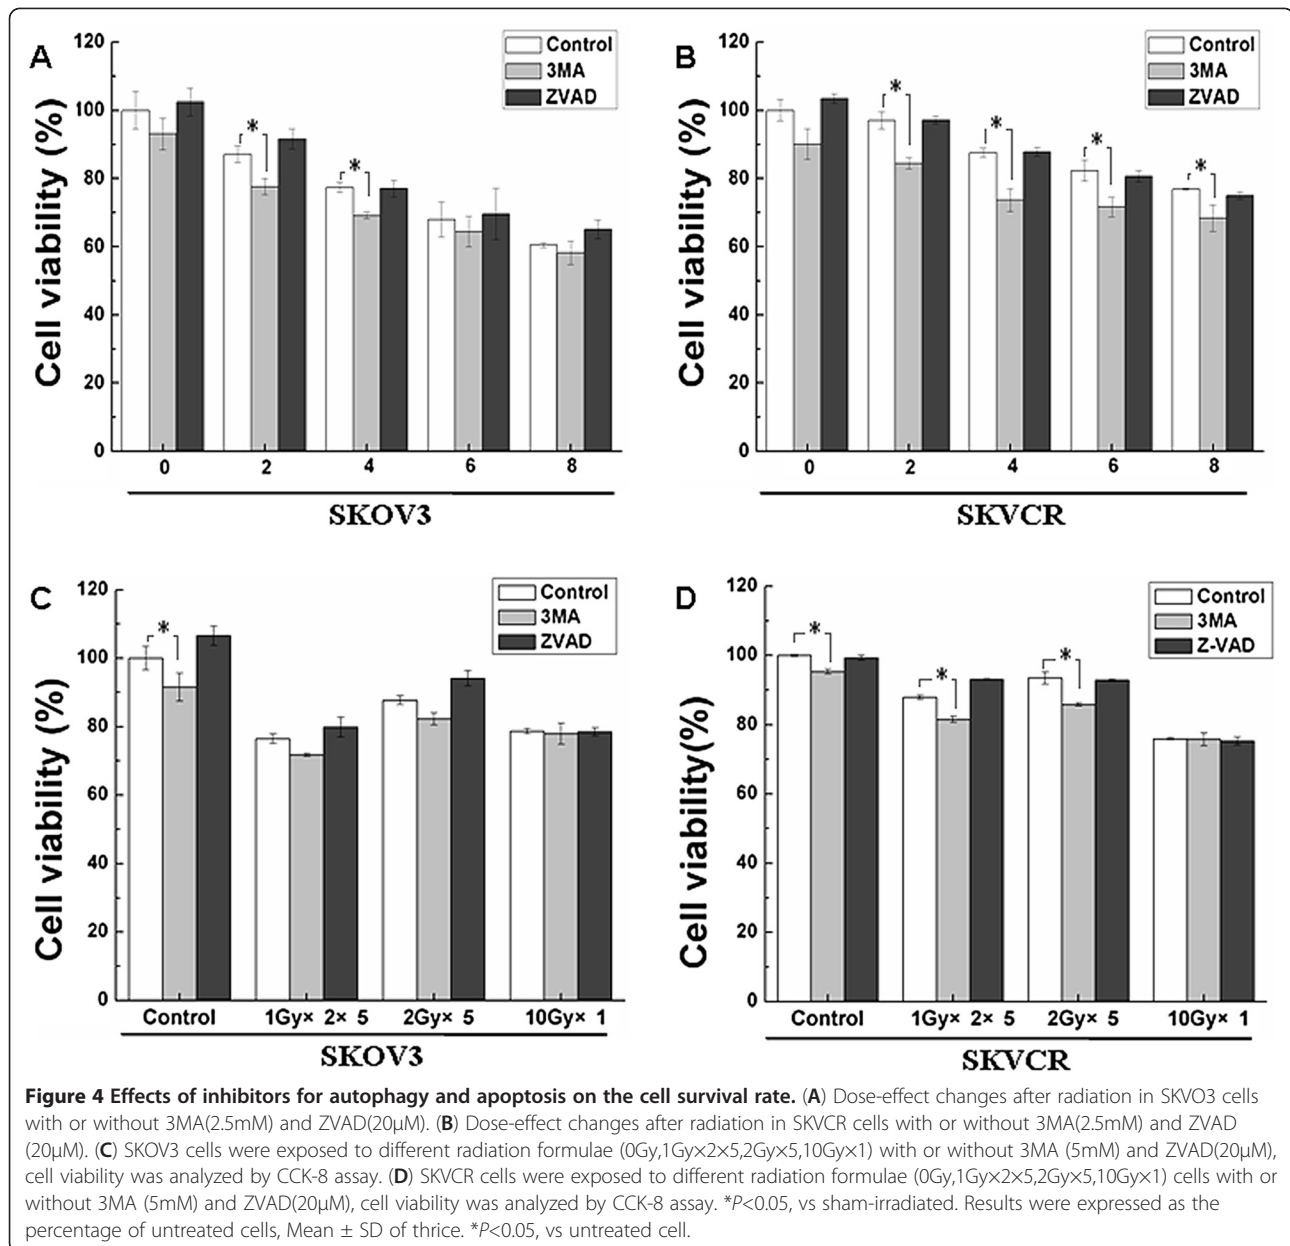 A
120
100
80
60
40
20
0
Cell viability (%)
Control
3MA
ZVAD
*
*
0 2 4 6 8
SKOV3
B
120
100
80
60
40
20
0
Cell viability (%)
Control
3MA
ZVAD
*
*
*
*
0 2 4 6 8
SKVCR
C
120
100
80
60
40
20
0
Cell viability (%)
Control
3MA
ZVAD
*
Control 1Gy× 2× 5 2Gy× 5 10Gy× 1
SKOV3
D
120
100
80
60
40
20
0
Cell viability(%)
Control
3MA
Z-VAD
*
*
*
Control 1Gy× 2× 5 2Gy× 5 10Gy× 1
SKVCR
Figure 4 Effects of inhibitors for autophagy and apoptosis on the cell survival rate. (A) Dose-effect changes after radiation in SKVO3 cells
with or without 3MA(2.5mM) and ZVAD(20μM). (B) Dose-effect changes after radiation in SKVCR cells with or without 3MA(2.5mM) and ZVAD
(20μM). (C) SKOV3 cells were exposed to different radiation formulae (0Gy,1Gy×2×5,2Gy×5,10Gy×1) with or without 3MA (5mM) and ZVAD(20μM),
cell viability was analyzed by CCK-8 assay. (D) SKVCR cells were exposed to different radiation formulae (0Gy,1Gy×2×5,2Gy×5,10Gy×1) cells with or
without 3MA (5mM) and ZVAD(20μM), cell viability was analyzed by CCK-8 assay. *P<0.05, vs sham-irradiated. Results were expressed as the
percentage of untreated cells, Mean ± SD of thrice. *P<0.05, vs untreated cell.